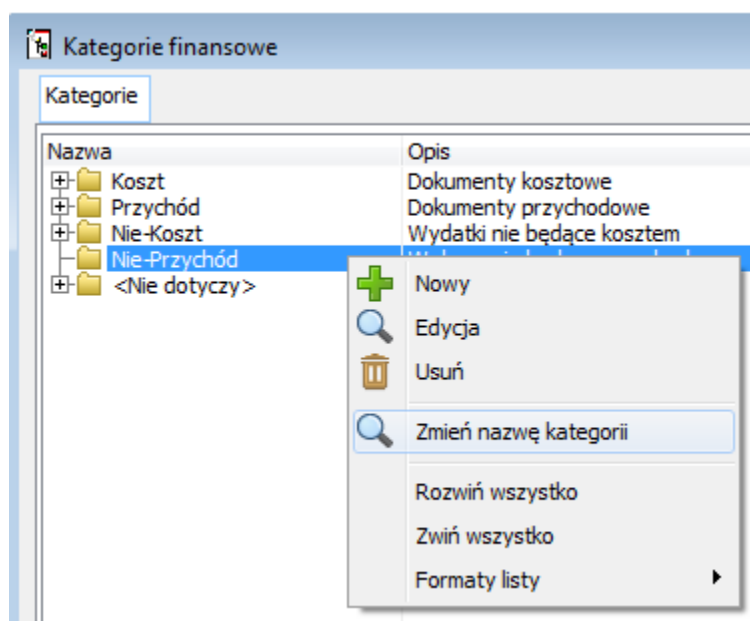 Kategorie finansowe
Kategorie
Nazwa Opis
Koszt Dokumenty kosztowe
Przychód Dokumenty przychodowe
Nie-Koszt Wydatki nie będące kosztem
Nie-Przychód
<Nie dotyczy>
Nowy
Edycja
Usuń
Zmień nazwę kategorii
Rozwiń wszystko
Zwiń wszystko
Formaty listy